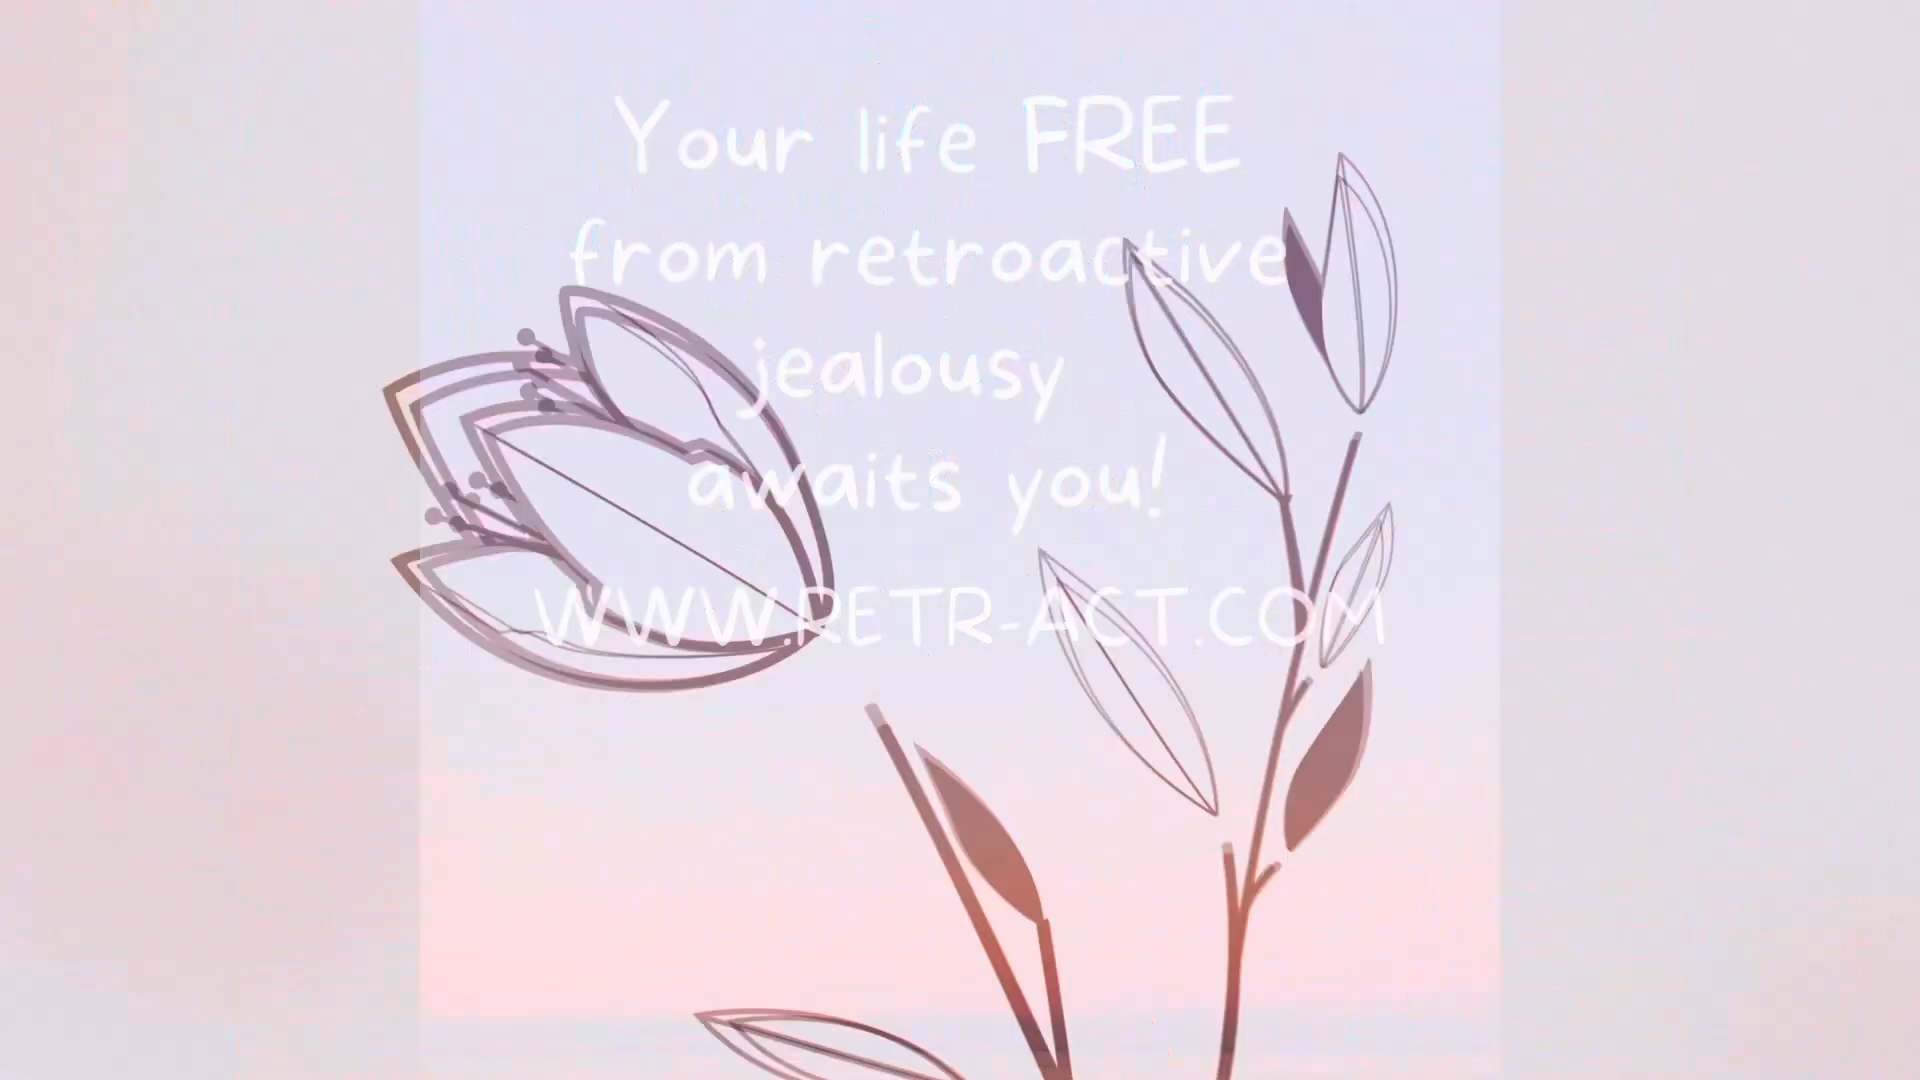 Your life FREE
from retroactive
jealousy
awaits you!
WWW.RETR-ACT.COM